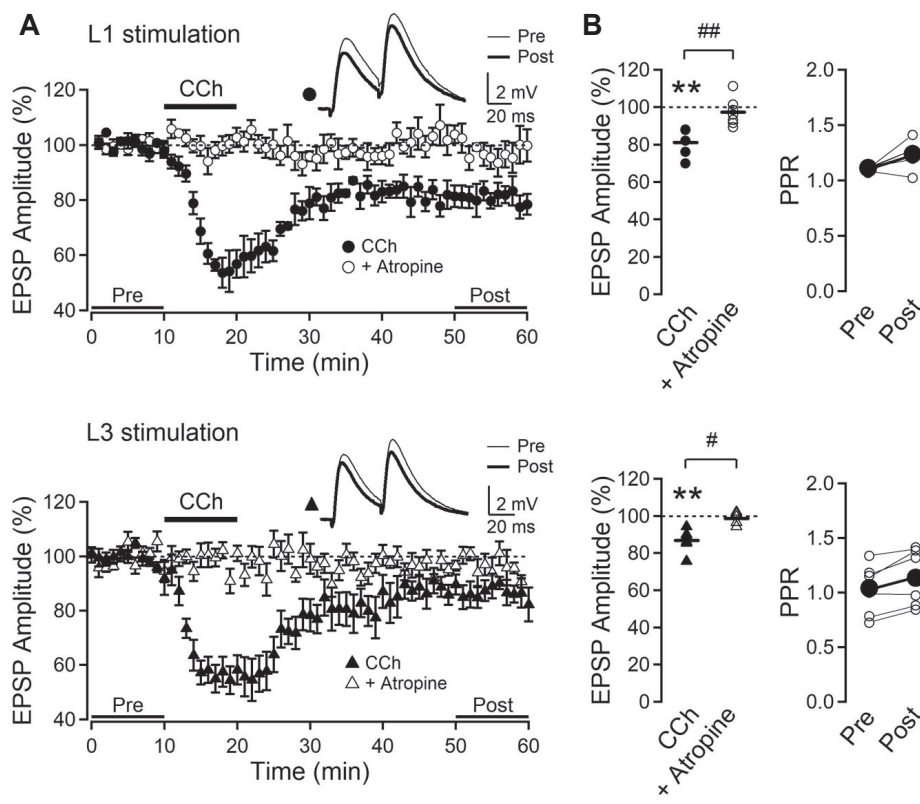 A
L1 stimulation
Pre
Post
2 mV
20 ms
CCh
EPSP Amplitude (%)
120
100
80
60
40
CCh
+ Atropine
Pre
Post
0 10 20 30 40 50 60
Time (min)
B
##
**
EPSP Amplitude (%)
120
100
80
60
40
20
0
CCh
+ Atropine
PPR
2.0
1.5
1.0
0.5
0.0
Pre
Post
L3 stimulation
Pre
Post
2 mV
20 ms
CCh
EPSP Amplitude (%)
120
100
80
60
40
CCh
+ Atropine
Pre
Post
0 10 20 30 40 50 60
Time (min)
#
**
EPSP Amplitude (%)
120
100
80
60
40
20
0
CCh
+ Atropine
PPR
2.0
1.5
1.0
0.5
0.0
Pre
Post